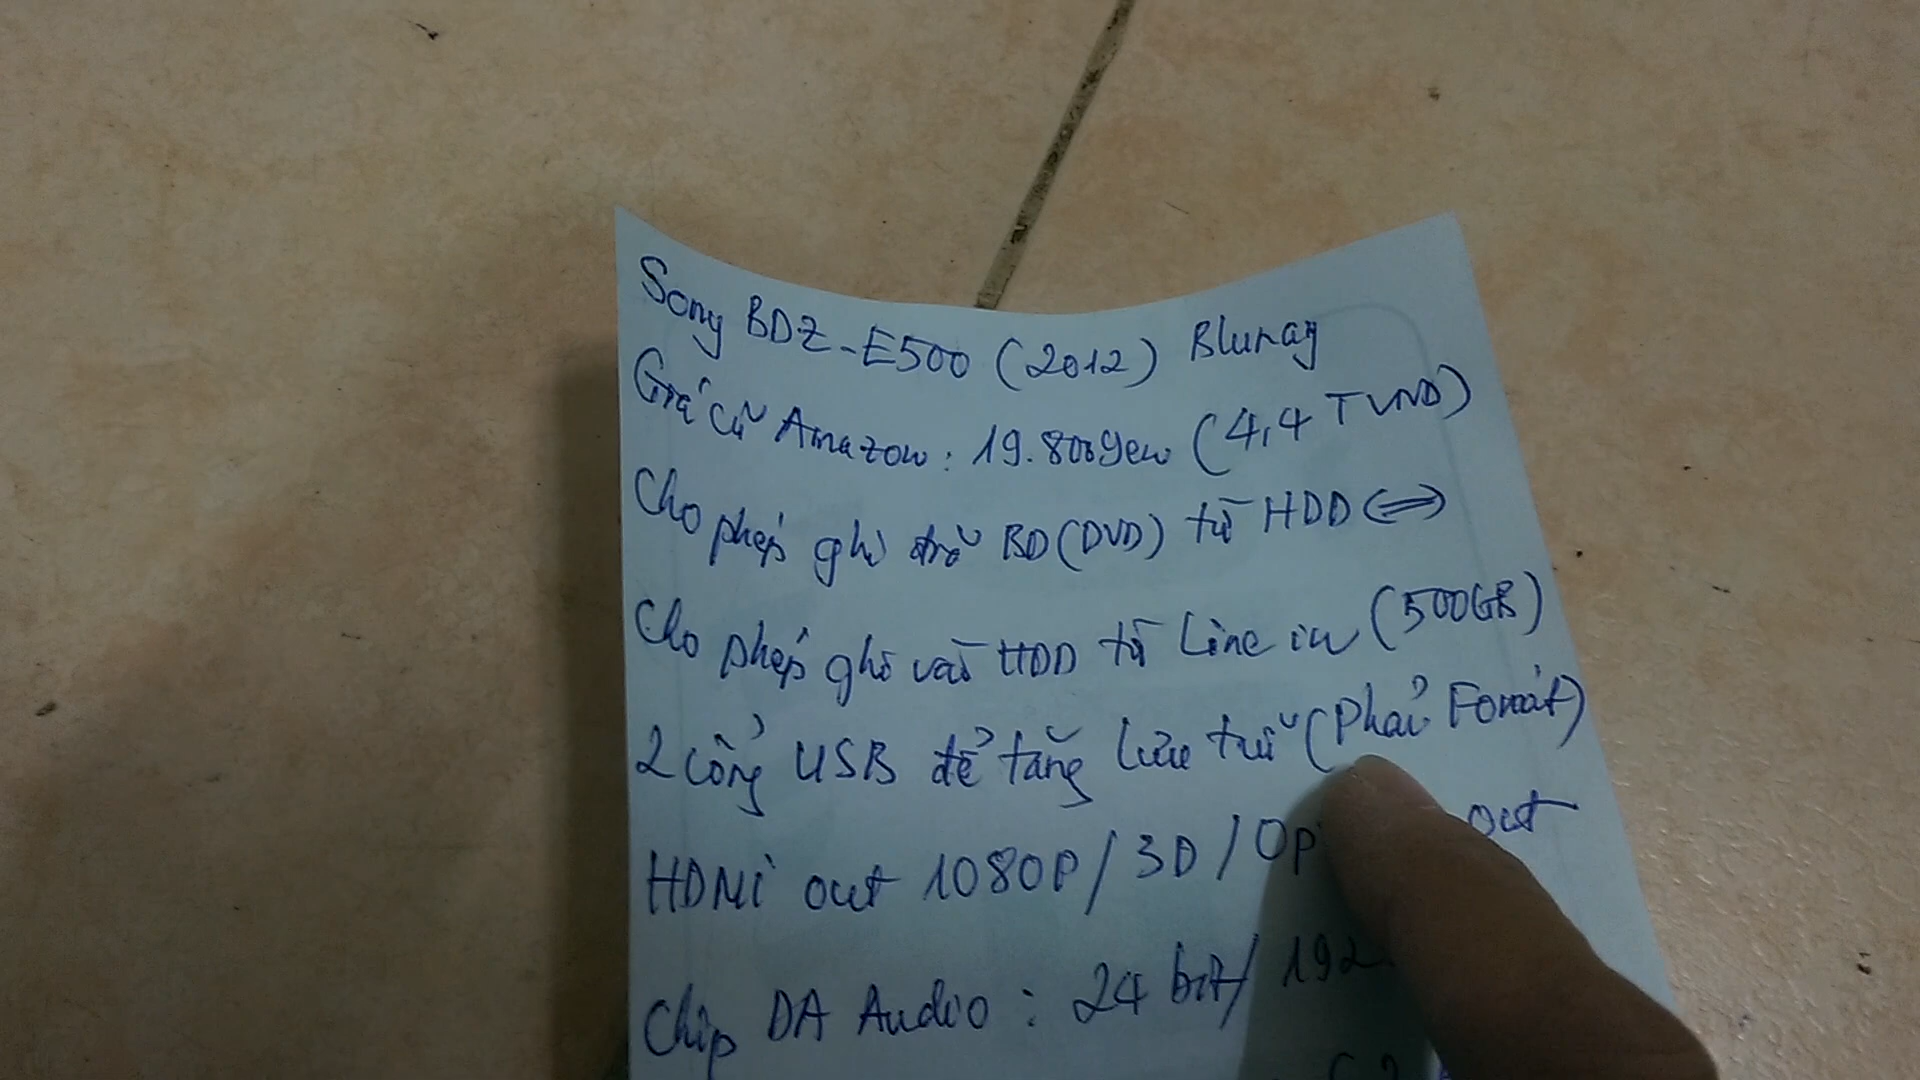 Sony BDZ-E500 (2012) Bluray
Giá cũ Amazon: 19.800yen (4,4 TVND)
Cho phép ghi đĩa BD(DVD) từ HDD <=>
Cho phép ghi vào HDD từ Line in (500GB)
2 cổng USB để tăng lưu trữ (Phải Format)
HDMi out 1080P/3D/Op out
Chip DA Audio: 24 bit/192